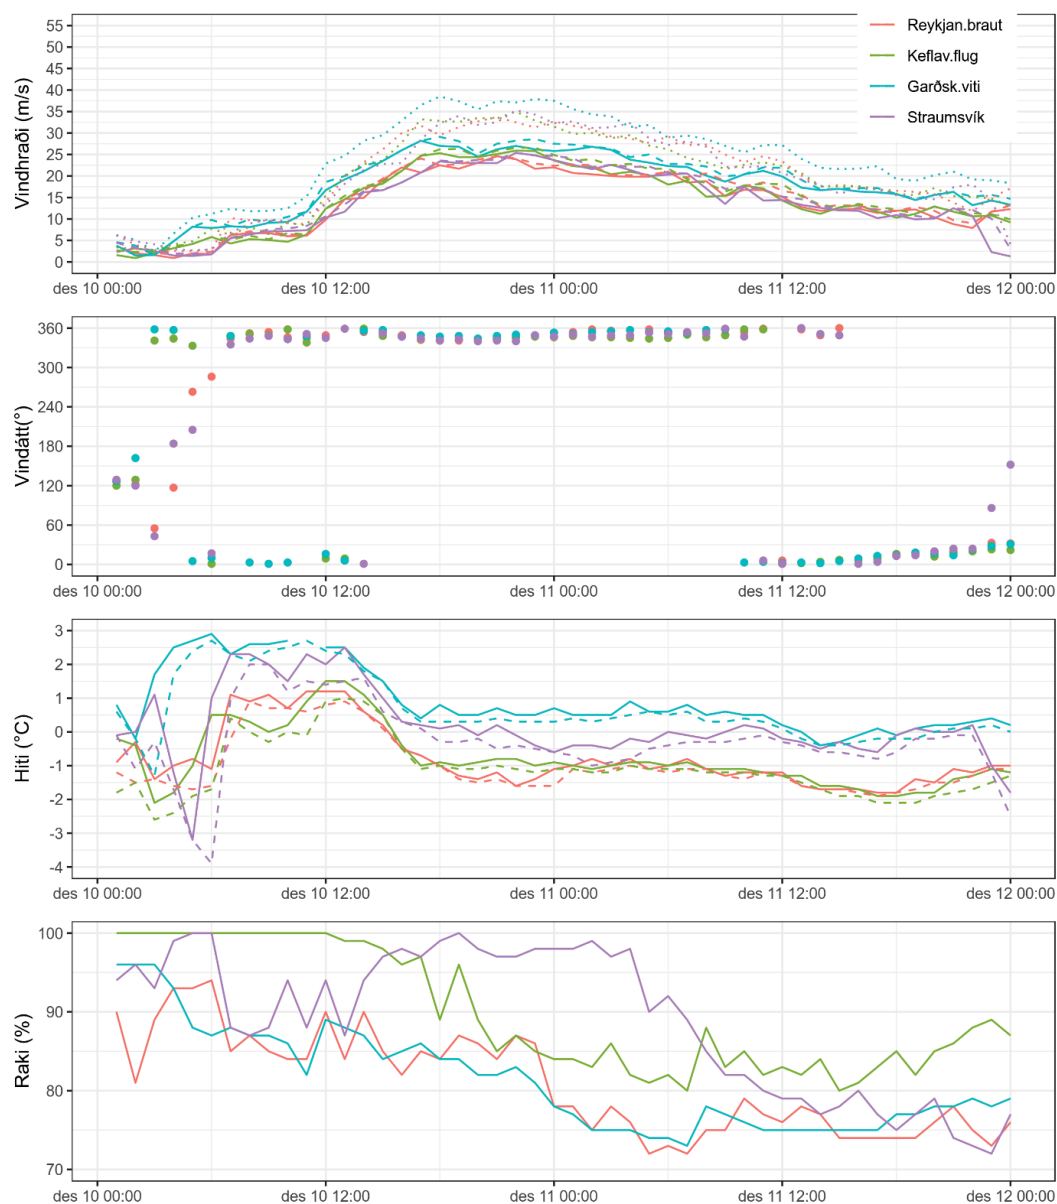 Vindhraði (m/s)
55
50
45
40
35
30
25
20
15
10
5
0
Reykjan.braut
Keflav.flug
Garðsk.viti
Straumsvík
des 10 00:00 des 10 12:00 des 11 00:00 des 11 12:00 des 12 00:00
Vindátt(°)
360
300
240
180
120
60
0
des 10 00:00 des 10 12:00 des 11 00:00 des 11 12:00 des 12 00:00
Hiti (°C)
3
2
1
0
-1
-2
-3
-4
des 10 00:00 des 10 12:00 des 11 00:00 des 11 12:00 des 12 00:00
Raki (%)
100
90
80
70
des 10 00:00 des 10 12:00 des 11 00:00 des 11 12:00 des 12 00:00